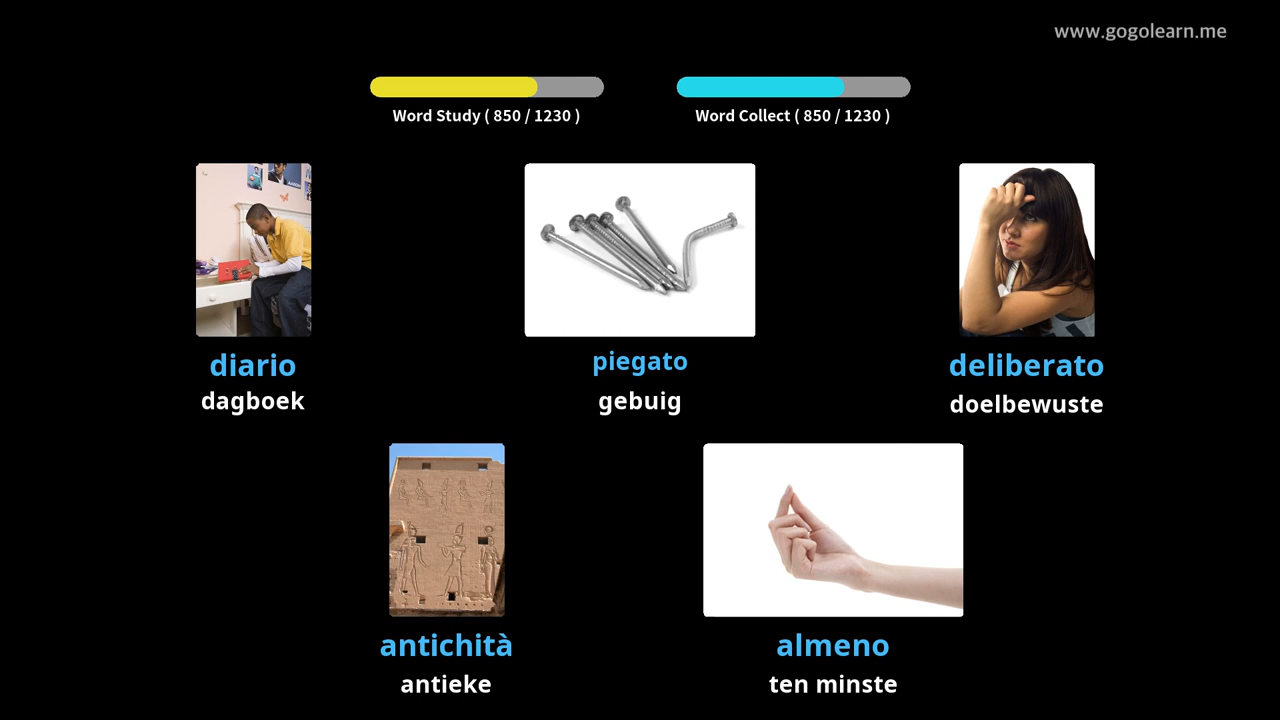 www.gogolearn.me
Word Study ( 850 / 1230 )
Word Collect ( 850 / 1230 )
diario
dagboek
piegato
gebuig
deliberato
doelbewuste
antichità
antieke
almeno
ten minste